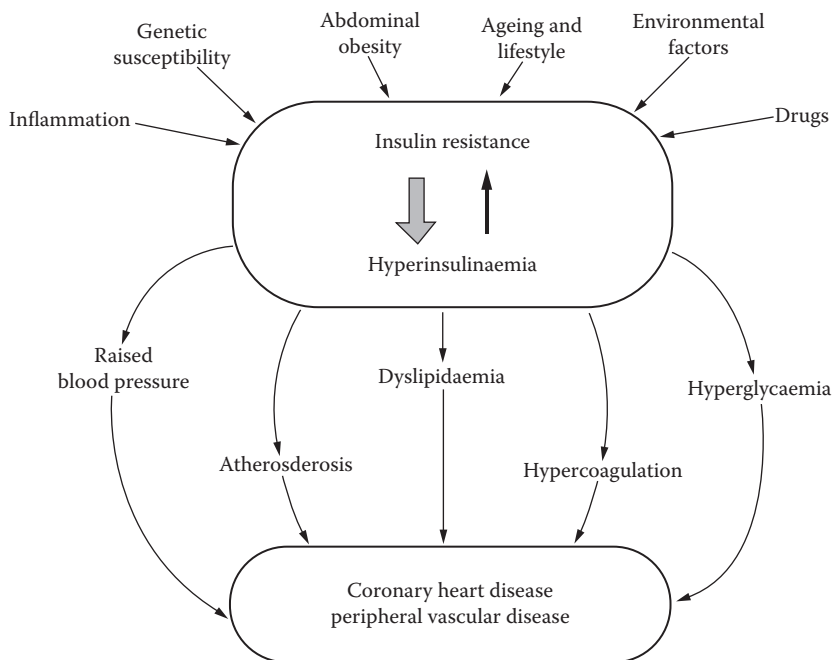 Genetic
susceptibility
Abdominal
obesity
Ageing and
lifestyle
Environmental
factors
Inflammation
Drugs
Insulin resistance
Hyperinsulinaemia
Raised
blood pressure
Dyslipidaemia
Hyperglycaemia
Atherosderosis
Hypercoagulation
Coronary heart disease
peripheral vascular disease